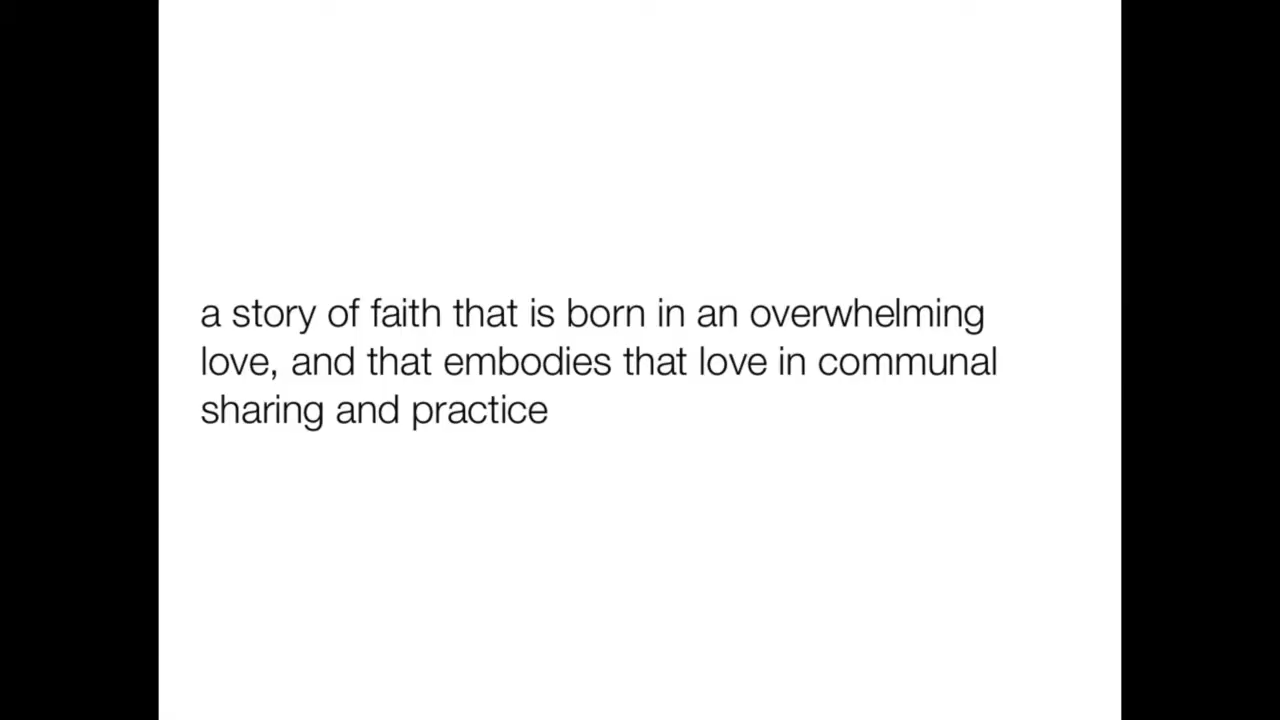 a story of faith that is born in an overwhelming
love, and that embodies that love in communal
sharing and practice